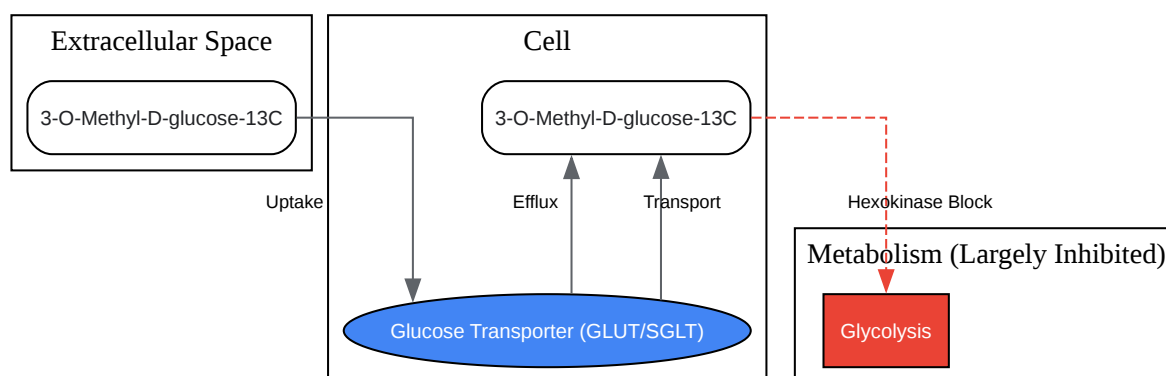 Extracellular Space
Cell
3-O-Methyl-D-glucose-13C
3-O-Methyl-D-glucose-13C
Uptake
Efflux
Transport
Hexokinase Block
Metabolism (Largely Inhibited)
Glucose Transporter (GLUT/SGLT)
Glycolysis